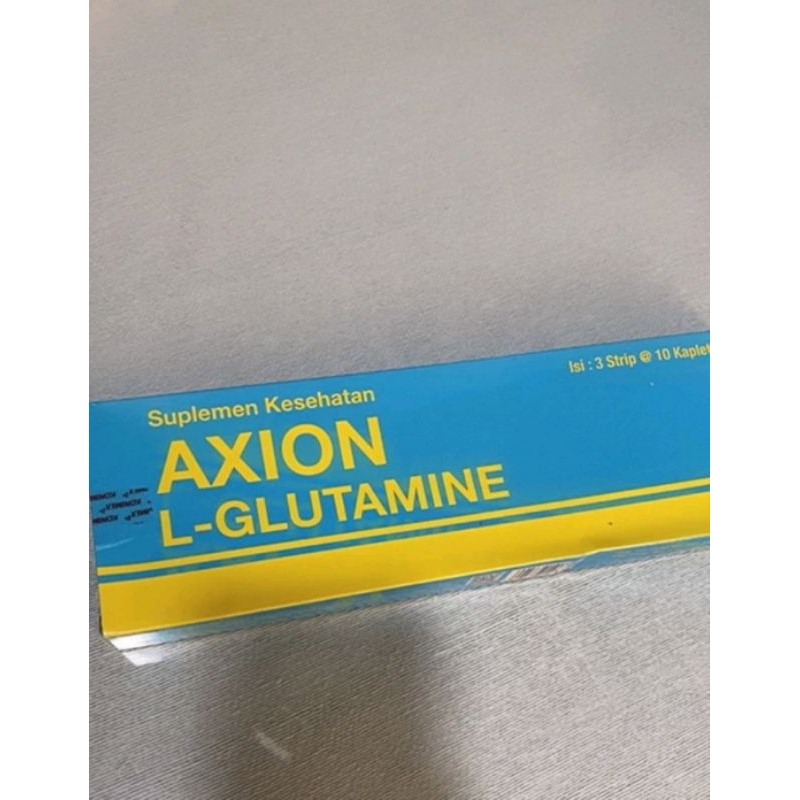 Isi : 3 Strip @ 10 Kaplet
Suplemen Kesehatan
AXION
L-GLUTAMINE